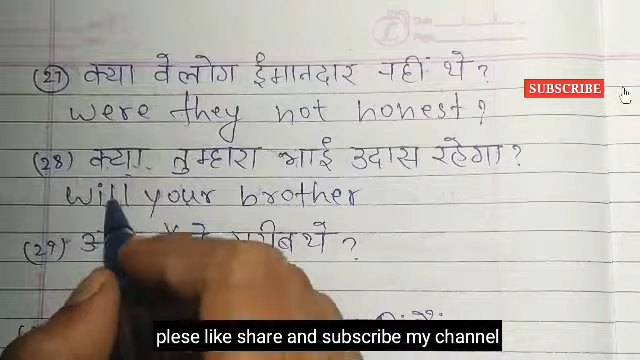 (27) क्या वे लोग ईमानदार नहीं थे?
were they not honest?
SUBSCRIBE
(28) क्या तुम्हारा भाई उदास रहेगा?
Will your brother
(29) थे?
plese like share and subscribe my channel